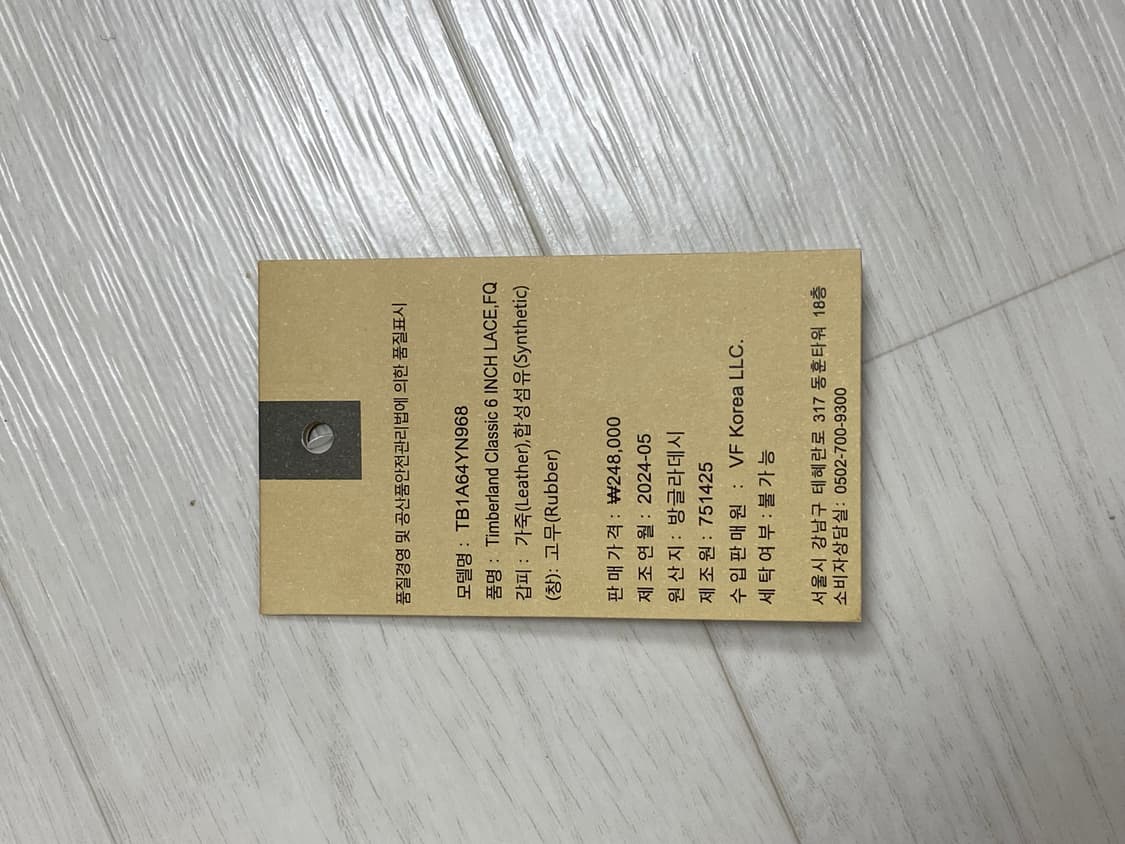 품질경영 및 공산품안전관리법에 의한 품질표시
모델명 : TB1A64YN968
품명 : Timberland Classic 6 INCH LACE,FQ
갑피 : 가죽(Leather),합성섬유(Synthetic)
(창): 고무(Rubber)
판매가격 : ₩248,000
제조연월 : 2024-05
원산지 : 방글라데시
제조원 : 751425
수입판매원 : VF Korea LLC.
세탁여부 : 불가능
서울시 강남구 테헤란로 317 동훈타워 18층
소비자상담실: 0502-700-9300